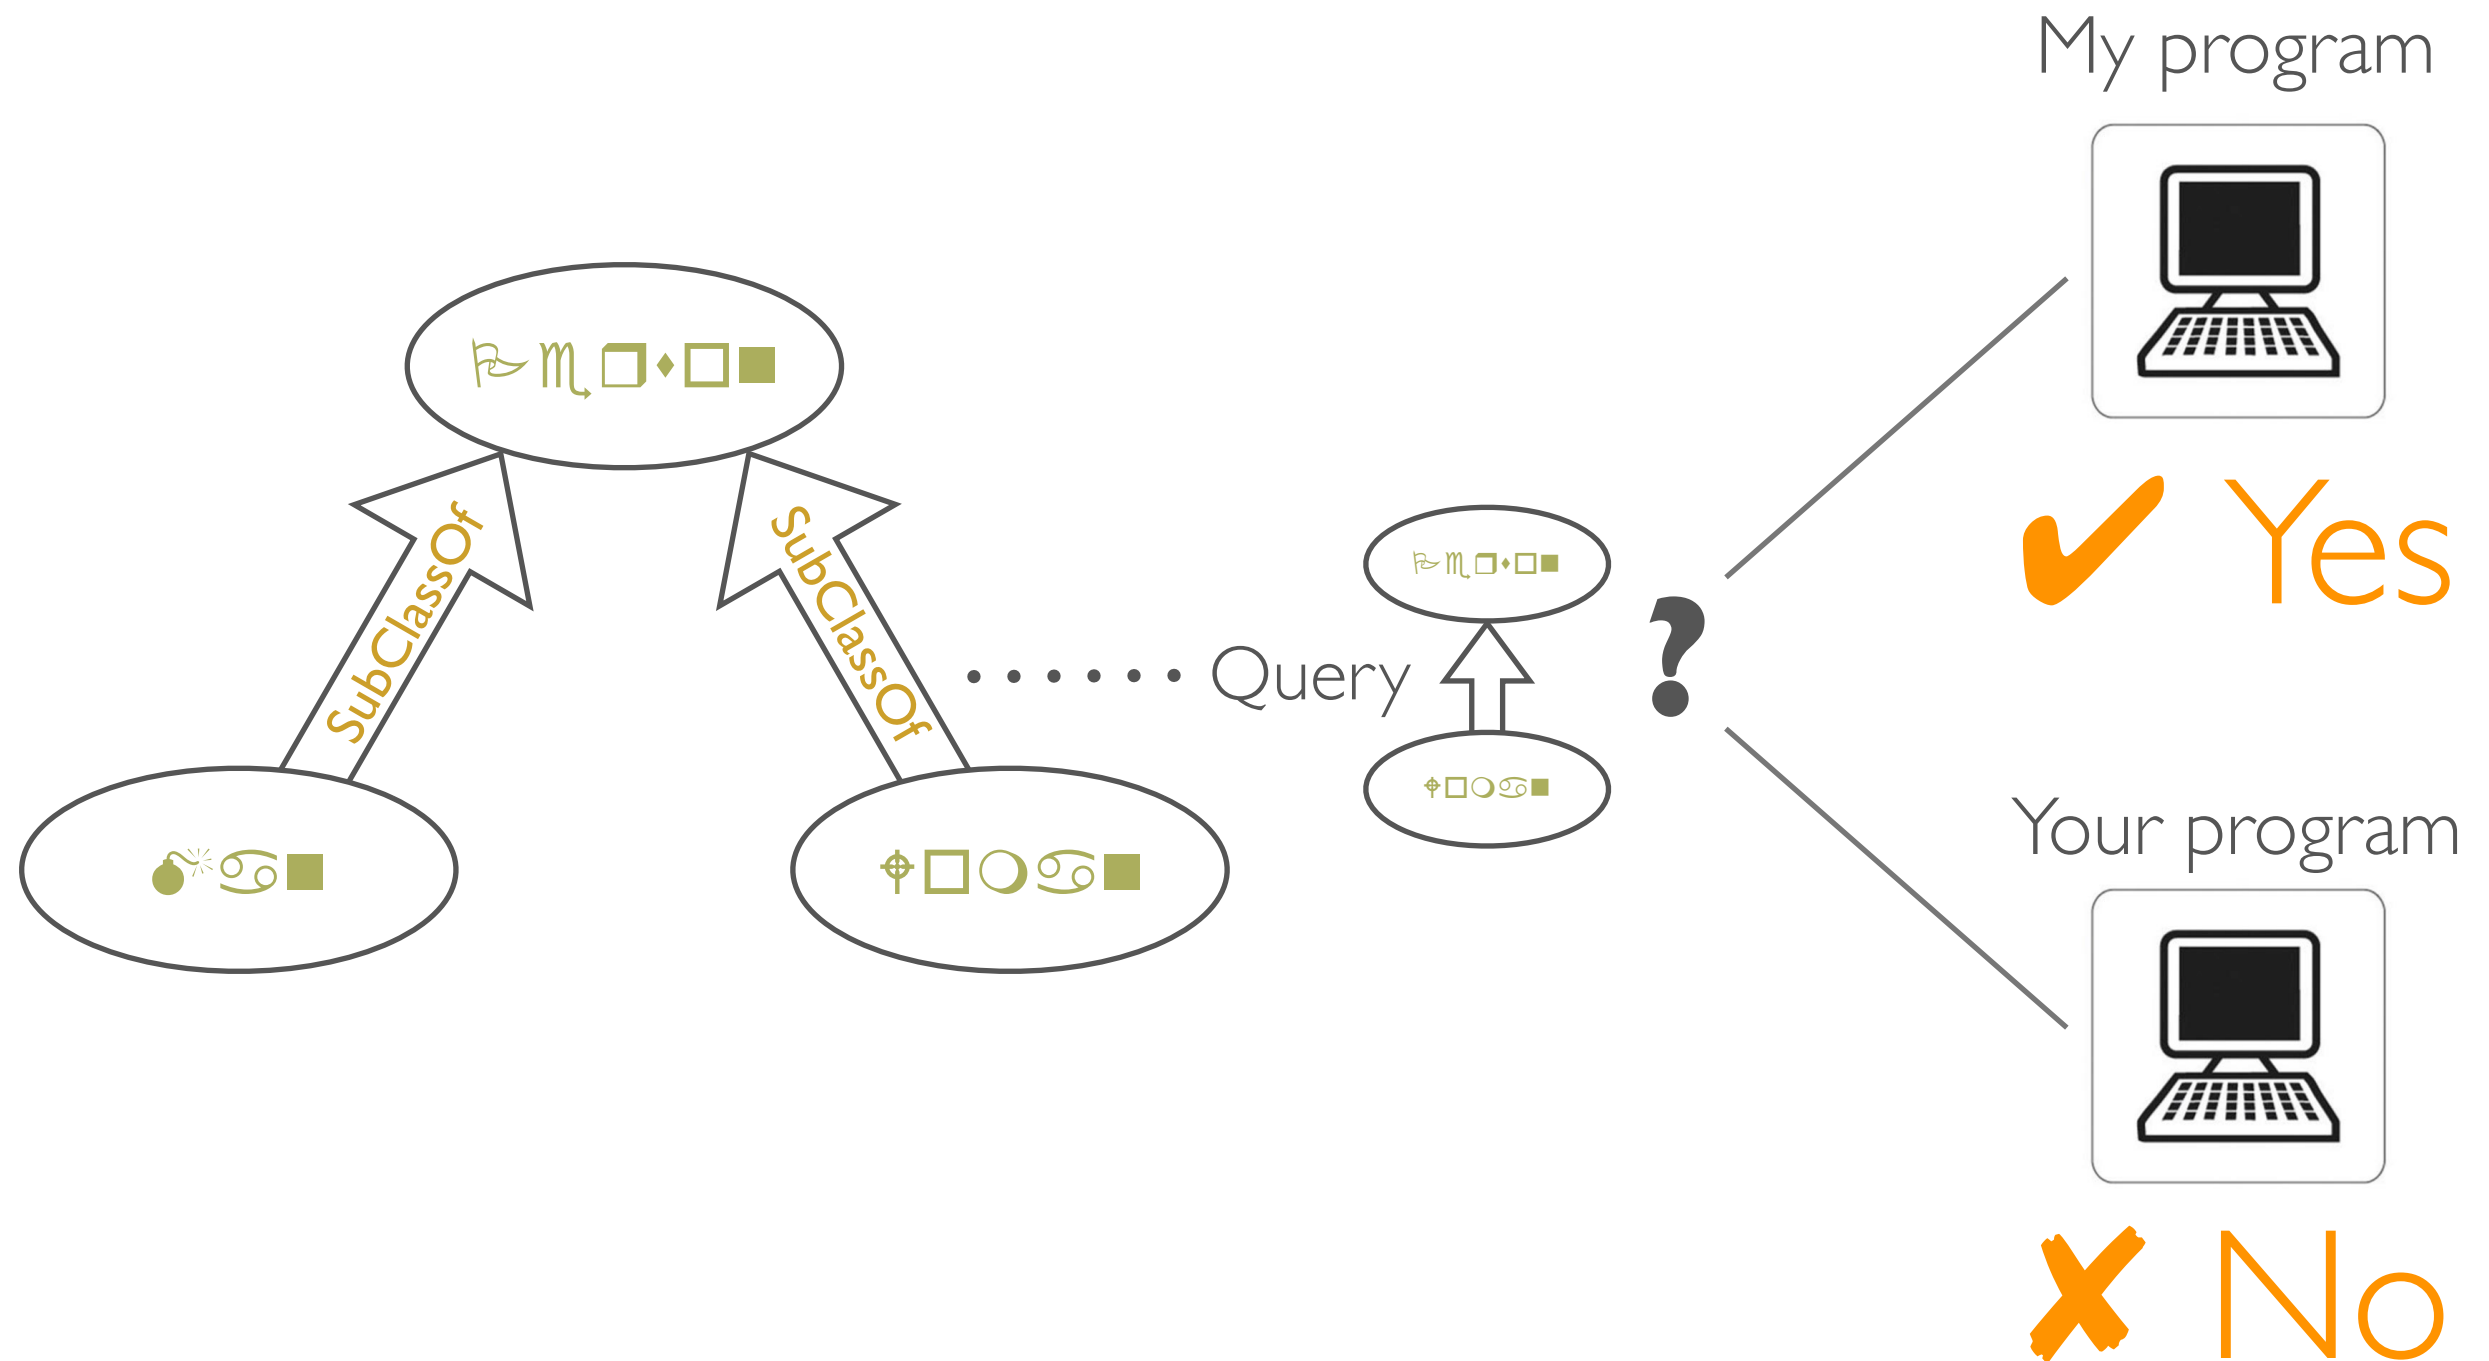 My program
🏱♏❒⬧□■
SubClassOf
SubClassOf
✔ Yes
🏱♏❒⬧□■
...... Query
?
🕈□❍♋■
💣♋■
🕈□❍♋■
Your program
✘ No